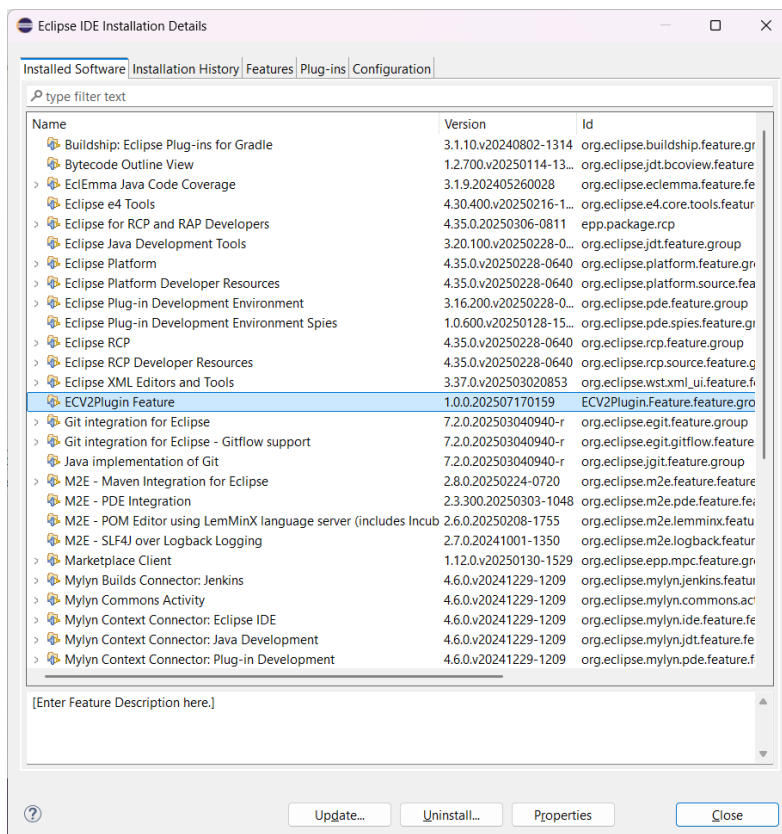 Eclipse IDE Installation Details
Installed Software Installation History Features Plug-ins Configuration
type filter text
Name Version Id
Buildship: Eclipse Plug-ins for Gradle 3.1.10.v20240802-1314 org.eclipse.buildship.feature.gr
Bytecode Outline View 1.2.700.v20250114-13... org.eclipse.jdt.bcoview.feature
EclEmma Java Code Coverage 3.1.9.202405260028 org.eclipse.eclemma.feature.fe
Eclipse e4 Tools 4.30.400.v20250216-1... org.eclipse.e4.core.tools.featur
Eclipse for RCP and RAP Developers 4.35.0.20250306-0811 epp.package.rcp
Eclipse Java Development Tools 3.20.100.v20250228-0... org.eclipse.jdt.feature.group
Eclipse Platform 4.35.0.v20250228-0640 org.eclipse.platform.feature.gr
Eclipse Platform Developer Resources 4.35.0.v20250228-0640 org.eclipse.platform.source.fea
Eclipse Plug-in Development Environment 3.16.200.v20250228-0... org.eclipse.pde.feature.group
Eclipse Plug-in Development Environment Spies 1.0.600.v20250128-15... org.eclipse.pde.spies.feature.gr
Eclipse RCP 4.35.0.v20250228-0640 org.eclipse.rcp.feature.group
Eclipse RCP Developer Resources 4.35.0.v20250228-0640 org.eclipse.rcp.source.feature.g
Eclipse XML Editors and Tools 3.37.0.v202503020853 org.eclipse.wst.xml_ui.feature.f
ECV2Plugin Feature 1.0.0.202507170159 ECV2Plugin.Feature.feature.gro
Git integration for Eclipse 7.2.0.202503040940-r org.eclipse.egit.feature.group
Git integration for Eclipse - Gitflow support 7.2.0.202503040940-r org.eclipse.egit.gitflow.feature
Java implementation of Git 7.2.0.202503040940-r org.eclipse.jgit.feature.group
M2E - Maven Integration for Eclipse 2.8.0.20250224-0720 org.eclipse.m2e.feature.feature
M2E - PDE Integration 2.3.300.20250303-1048 org.eclipse.m2e.pde.feature.fea
M2E - POM Editor using LemMinX language server (includes Incub 2.6.0.20250208-1755 org.eclipse.m2e.lemminx.featu
M2E - SLF4J over Logback Logging 2.7.0.20241001-1350 org.eclipse.m2e.logback.featur
Marketplace Client 1.12.0.v20250130-1529 org.eclipse.epp.mpc.feature.gr
Mylyn Builds Connector: Jenkins 4.6.0.v20241229-1209 org.eclipse.mylyn.jenkins.featur
Mylyn Commons Activity 4.6.0.v20241229-1209 org.eclipse.mylyn.commons.act
Mylyn Context Connector: Eclipse IDE 4.6.0.v20241229-1209 org.eclipse.mylyn.ide.feature.fe
Mylyn Context Connector: Java Development 4.6.0.v20241229-1209 org.eclipse.mylyn.jdt.feature.fe
Mylyn Context Connector: Plug-in Development 4.6.0.v20241229-1209 org.eclipse.mylyn.pde.feature.f
[Enter Feature Description here.]
Update... Uninstall... Properties Close